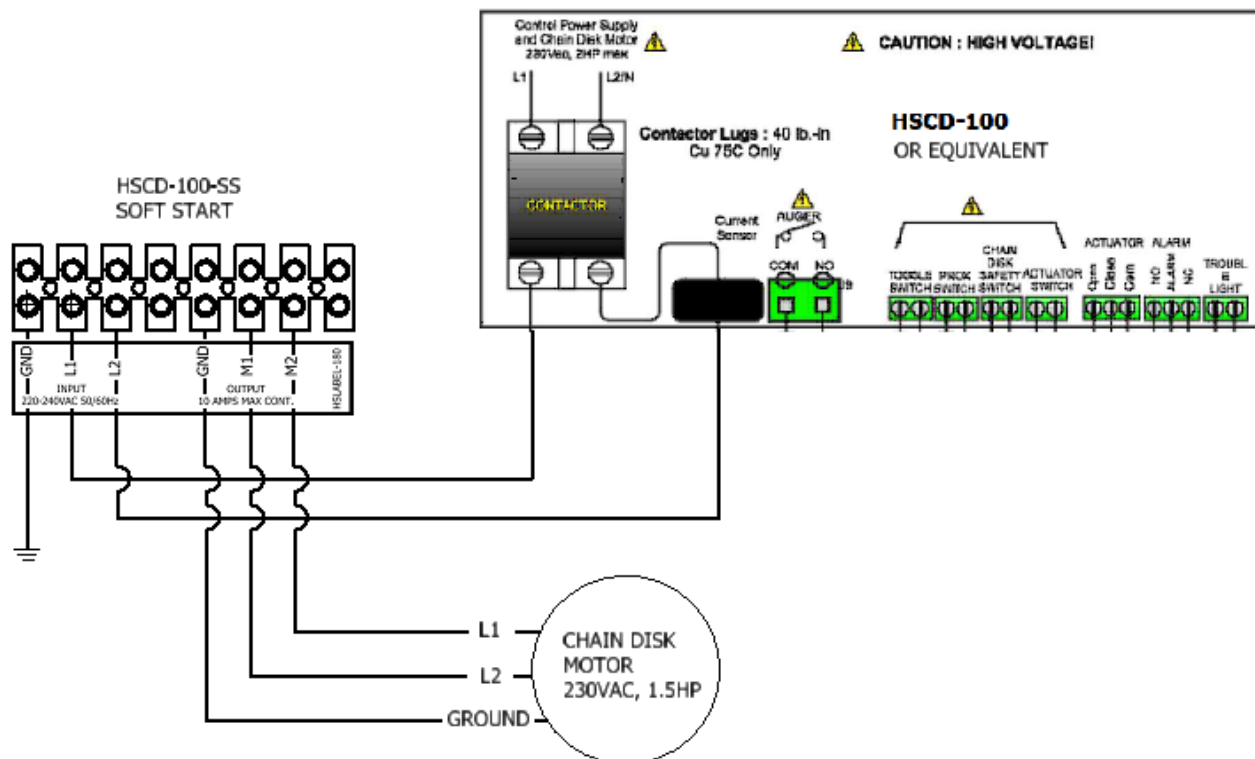 Control Power Supply
and Chain Disk Motor
230Vac, 2HP max
L1
L2/N
CAUTION : HIGH VOLTAGE!
HSCD-100
OR EQUIVALENT
Contactor Lugs : 40 lb.-in
Cu 75C Only
CONTACTOR
Current
Sensor
AUGER
COM
NO
J9
TOGGLE
SWITCH
PROX
SWITCH
CHAIN
DISK
SAFETY
SWITCH
ACTUATOR
SWITCH
ACTUATOR
Open
Close
Com
ALARM
NO
ALARM
NC
TROUBL
E
LIGHT
HSCD-100-SS
SOFT START
GND
L1
L2
GND
M1
M2
INPUT
220-240VAC 50/60Hz
OUTPUT
10 AMPS MAX CONT.
HSLABEL-180
L1
L2
GROUND
CHAIN DISK
MOTOR
230VAC, 1.5HP